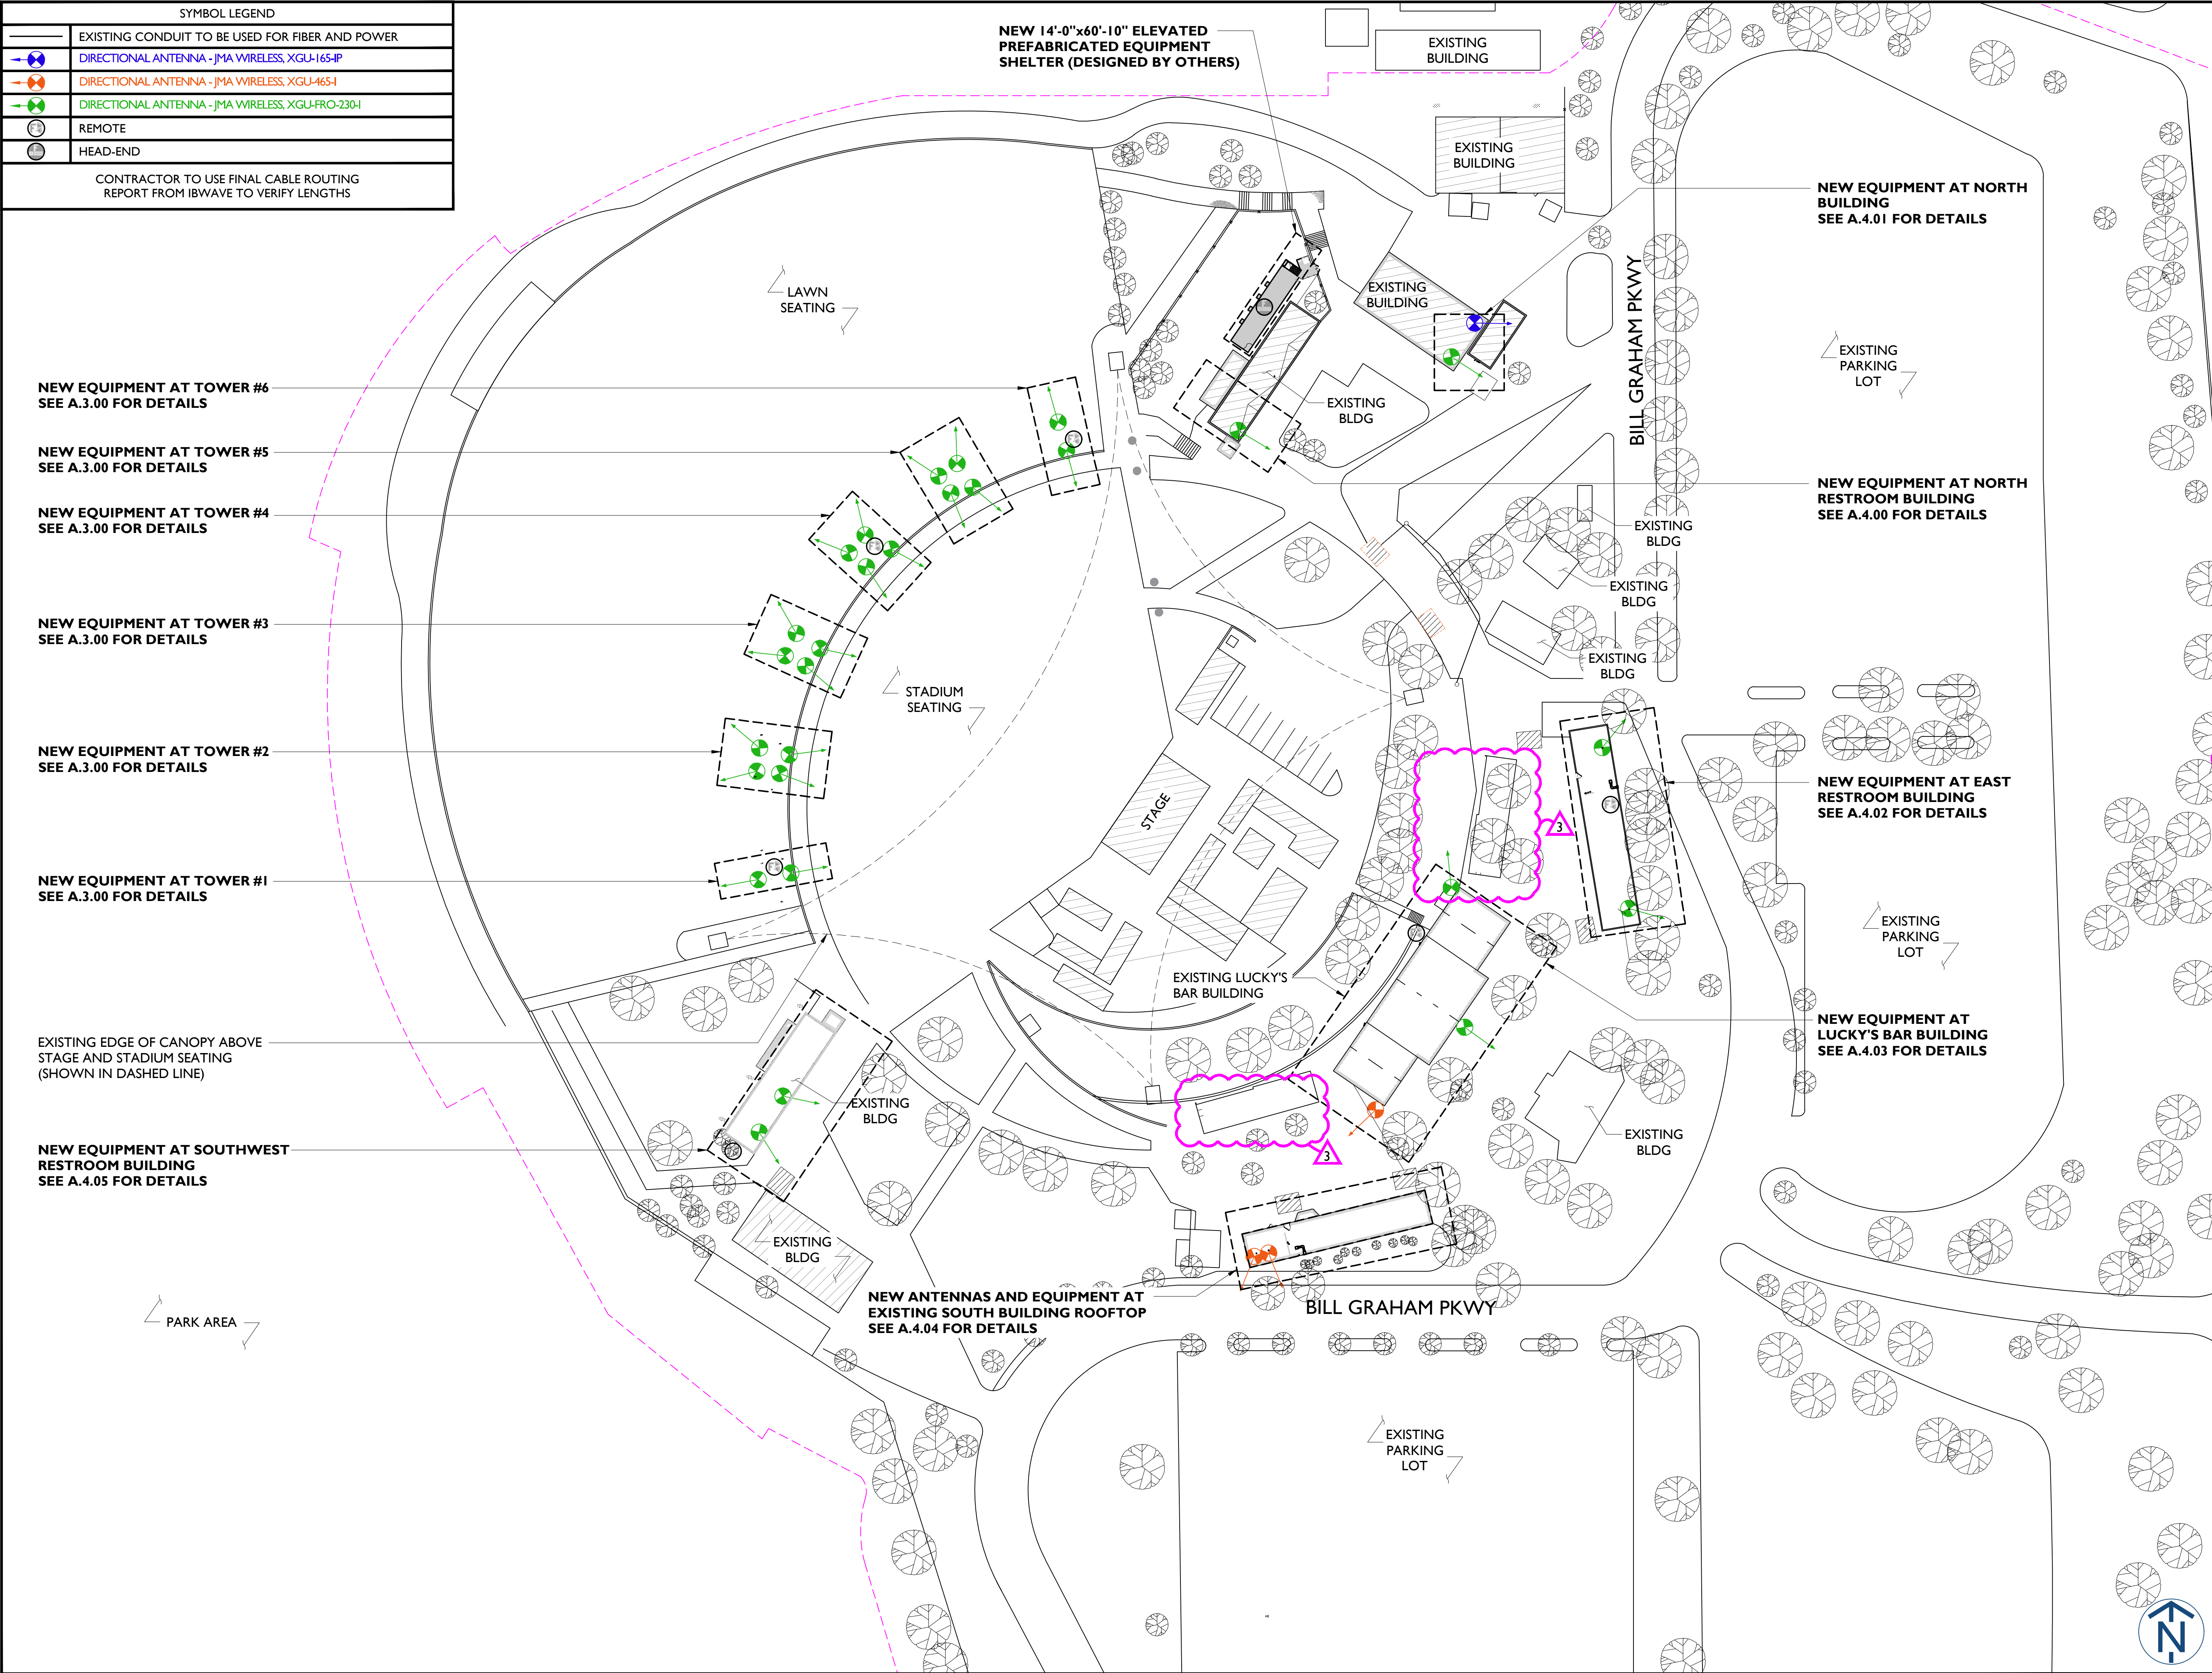 SYMBOL LEGEND
EXISTING CONDUIT TO BE USED FOR FIBER AND POWER
DIRECTIONAL ANTENNA - JMA WIRELESS, XGU-165-IP
DIRECTIONAL ANTENNA - JMA WIRELESS, XGU-465-I
DIRECTIONAL ANTENNA - JMA WIRELESS, XGU-FRO-230-I
REMOTE
HEAD-END
CONTRACTOR TO USE FINAL CABLE ROUTING
REPORT FROM IBWAVE TO VERIFY LENGTHS
NEW 14'-0"x60'-10" ELEVATED
PREFABRICATED EQUIPMENT
SHELTER (DESIGNED BY OTHERS)
EXISTING
BUILDING
EXISTING
BUILDING
NEW EQUIPMENT AT NORTH
BUILDING
SEE A.4.01 FOR DETAILS
LAWN
SEATING
EXISTING
BUILDING
BILL GRAHAM PKWY
EXISTING
PARKING
LOT
NEW EQUIPMENT AT TOWER #6
SEE A.3.00 FOR DETAILS
EXISTING
BLDG
NEW EQUIPMENT AT TOWER #5
SEE A.3.00 FOR DETAILS
NEW EQUIPMENT AT NORTH
RESTROOM BUILDING
SEE A.4.00 FOR DETAILS
NEW EQUIPMENT AT TOWER #4
SEE A.3.00 FOR DETAILS
EXISTING
BLDG
EXISTING
BLDG
NEW EQUIPMENT AT TOWER #3
SEE A.3.00 FOR DETAILS
EXISTING
BLDG
STADIUM
SEATING
NEW EQUIPMENT AT TOWER #2
SEE A.3.00 FOR DETAILS
STAGE
3
NEW EQUIPMENT AT EAST
RESTROOM BUILDING
SEE A.4.02 FOR DETAILS
NEW EQUIPMENT AT TOWER #1
SEE A.3.00 FOR DETAILS
EXISTING
PARKING
LOT
EXISTING LUCKY'S
BAR BUILDING
NEW EQUIPMENT AT
LUCKY'S BAR BUILDING
SEE A.4.03 FOR DETAILS
EXISTING EDGE OF CANOPY ABOVE
STAGE AND STADIUM SEATING
(SHOWN IN DASHED LINE)
EXISTING
BLDG
EXISTING
BLDG
3
NEW EQUIPMENT AT SOUTHWEST
RESTROOM BUILDING
SEE A.4.05 FOR DETAILS
EXISTING
BLDG
NEW ANTENNAS AND EQUIPMENT AT
EXISTING SOUTH BUILDING ROOFTOP
SEE A.4.04 FOR DETAILS
BILL GRAHAM PKWY
PARK AREA
EXISTING
PARKING
LOT
N